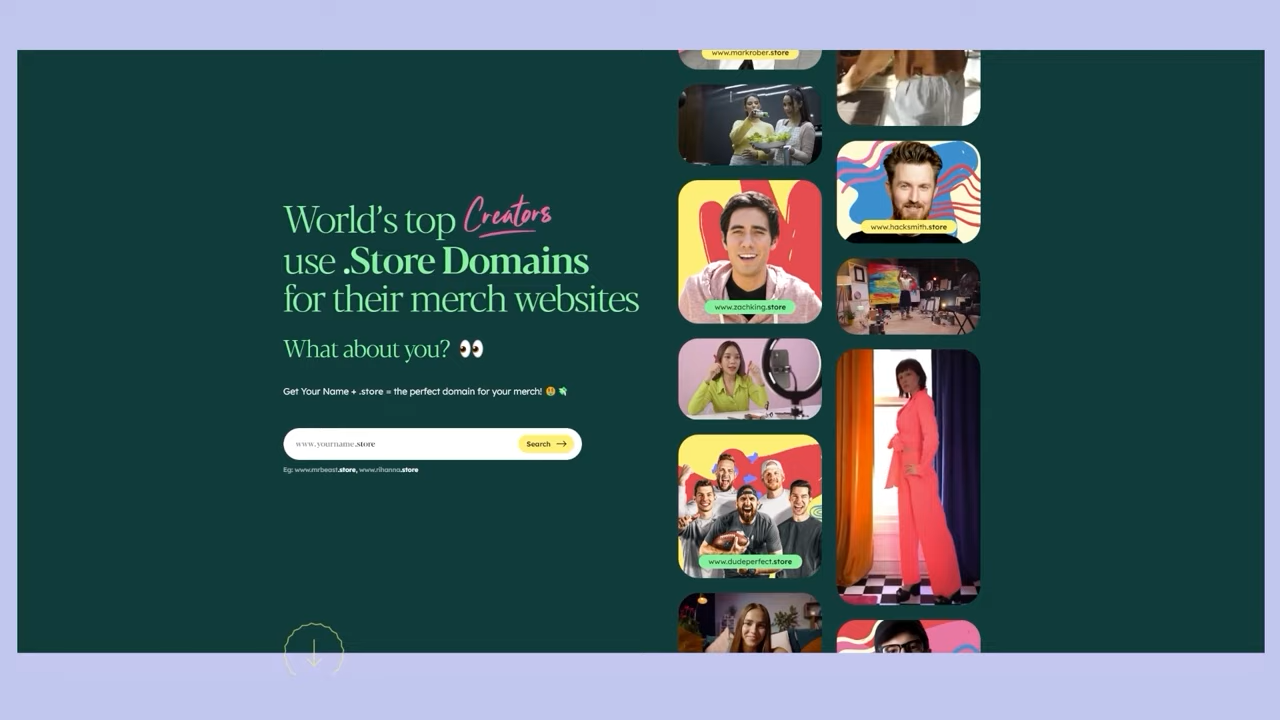 World's top Creators
use .Store Domains
for their merch websites
What about you? 👀
Get Your Name + .store = the perfect domain for your merch! 🤑 💸
www.yourname.store
Search
Eg: www.mrbeast.store, www.rihanna.store
www.markrober.store
www.zachking.store
www.dudeperfect.store
www.hacksmith.store